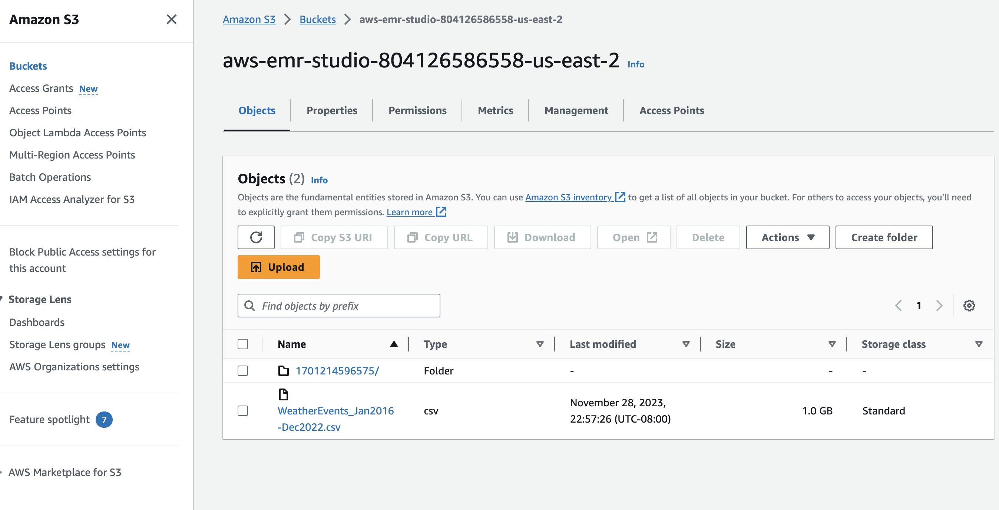 Amazon S3
Buckets
Access Grants New
Access Points
Object Lambda Access Points
Multi-Region Access Points
Batch Operations
IAM Access Analyzer for S3
Block Public Access settings for
this account
Storage Lens
Dashboards
Storage Lens groups New
AWS Organizations settings
Feature spotlight 7
AWS Marketplace for S3
Amazon S3 > Buckets > aws-emr-studio-804126586558-us-east-2
aws-emr-studio-804126586558-us-east-2 Info
Objects Properties Permissions Metrics Management Access Points
Objects (2) Info
Objects are the fundamental entities stored in Amazon S3. You can use Amazon S3 inventory to get a list of all objects in your bucket. For others to access your objects, you’ll need
to explicitly grant them permissions. Learn more
Copy S3 URI Copy URL Download Open Delete Actions Create folder
Upload
Find objects by prefix
1
Name Type Last modified Size Storage class
1701214596575/ Folder - - -
WeatherEvents_Jan2016
-Dec2022.csv
csv
November 28, 2023,
22:57:26 (UTC-08:00)
1.0 GB
Standard